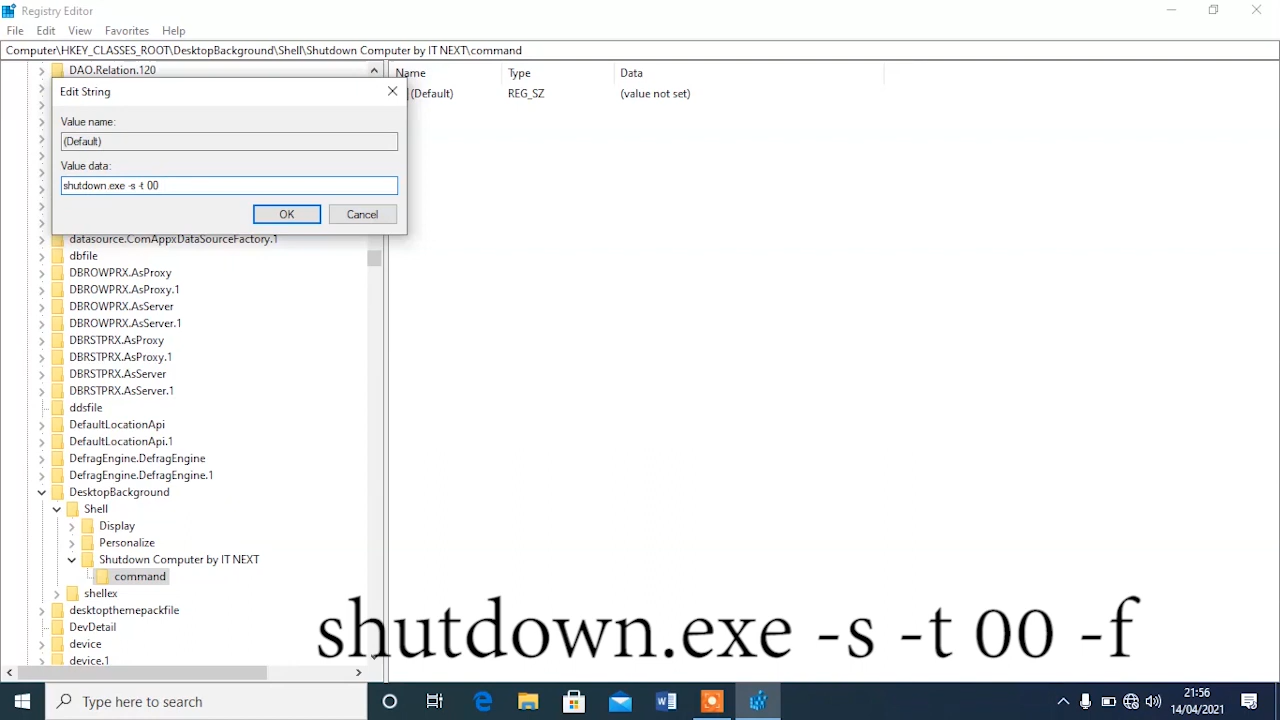 Registry Editor
File Edit View Favorites Help
Computer\HKEY_CLASSES_ROOT\DesktopBackground\Shell\Shutdown Computer by IT NEXT\command
DAO.Relation.120
Name Type Data
(Default) REG_SZ (value not set)
Edit String
Value name:
(Default)
Value data:
shutdown.exe -s -t 00
OK Cancel
datasource.ComAppxDataSourceFactory.1
dbfile
DBROWPRX.AsProxy
DBROWPRX.AsProxy.1
DBROWPRX.AsServer
DBROWPRX.AsServer.1
DBRSTPRX.AsProxy
DBRSTPRX.AsProxy.1
DBRSTPRX.AsServer
DBRSTPRX.AsServer.1
ddsfile
DefaultLocationApi
DefaultLocationApi.1
DefragEngine.DefragEngine
DefragEngine.DefragEngine.1
DesktopBackground
Shell
Display
Personalize
Shutdown Computer by IT NEXT
command
shellex
desktopthemepackfile
DevDetail
device
device.1
shutdown.exe -s -t 00 -f
Type here to search
21:56
14/04/2021